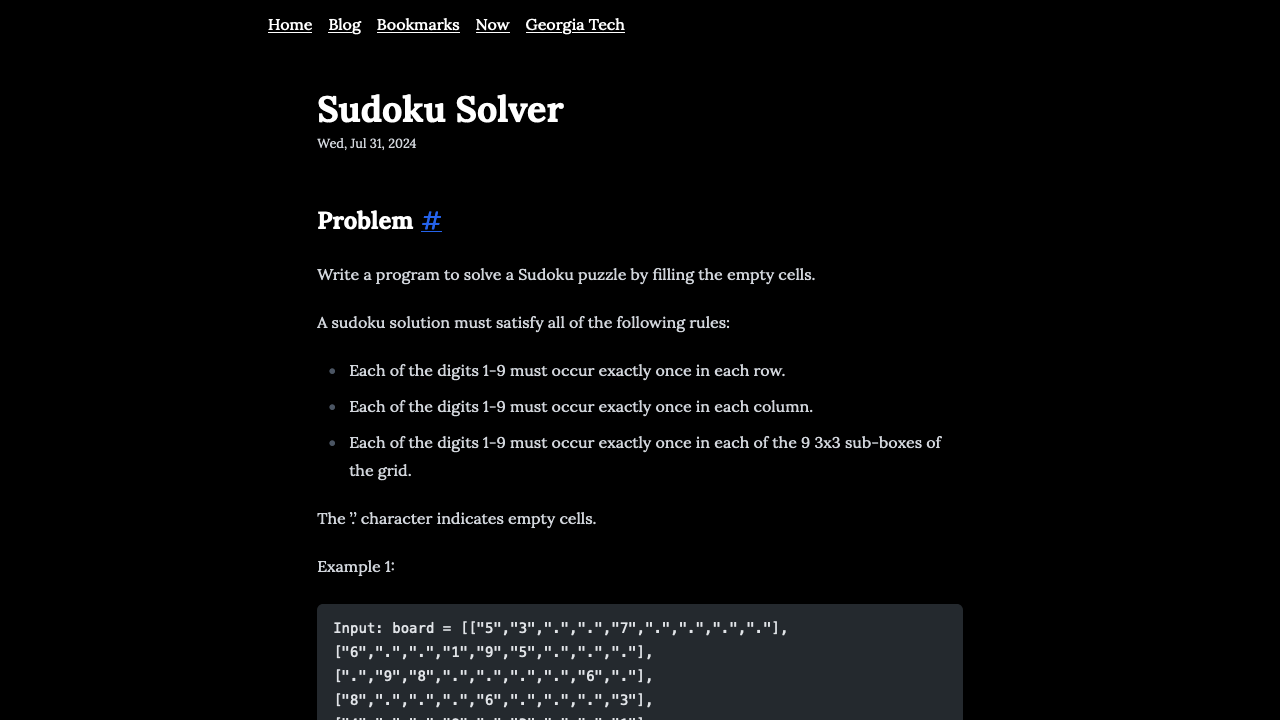 Home Blog Bookmarks Now Georgia Tech
Sudoku Solver
Wed, Jul 31, 2024
Problem #
Write a program to solve a Sudoku puzzle by filling the empty cells.
A sudoku solution must satisfy all of the following rules:
• Each of the digits 1-9 must occur exactly once in each row.
• Each of the digits 1-9 must occur exactly once in each column.
• Each of the digits 1-9 must occur exactly once in each of the 9 3x3 sub-boxes of
the grid.
The ’.’ character indicates empty cells.
Example 1:
Input: board = [["5","3",".",".","7",".",".",".","."],
["6",".",".","1","9","5",".",".","."],
[".","9","8",".",".",".",".","6","."],
["8",".",".",".","6",".",".",".","3"],